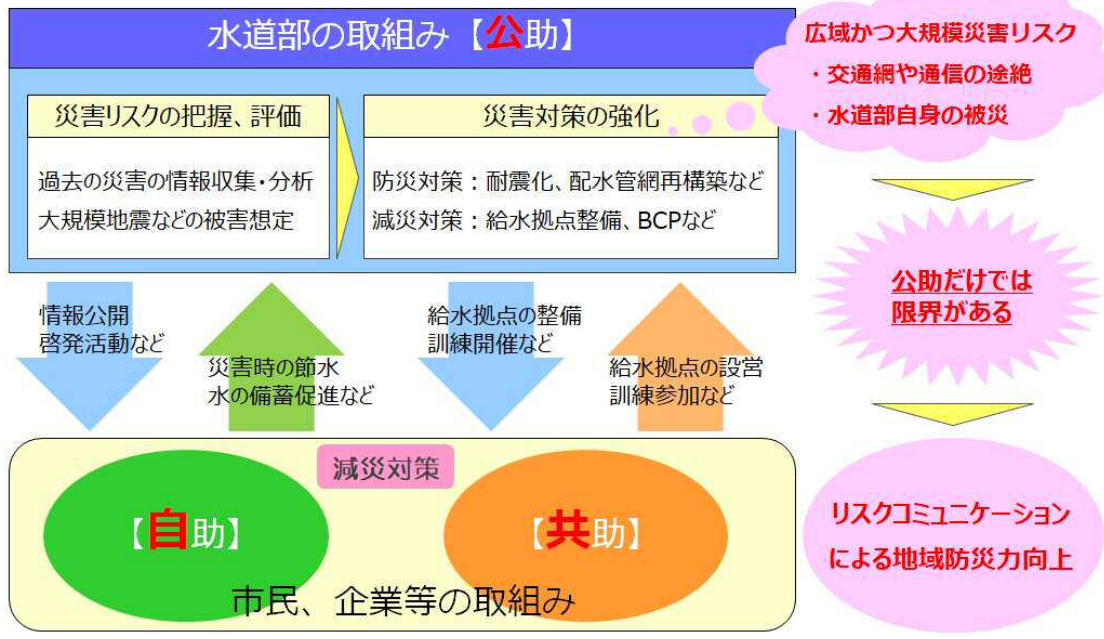 水道部の取組み【公助】
災害リスクの把握、評価
過去の災害の情報収集・分析
大規模地震などの被害想定
災害対策の強化
防災対策：耐震化、配水管網再構築など
減災対策：給水拠点整備、BCPなど
広域かつ大規模災害リスク
・交通網や通信の途絶
・水道部自身の被災
公助だけでは
限界がある
リスクコミュニケーション
による地域防災力向上
情報公開
啓発活動など
災害時の節水
水の備蓄促進など
給水拠点の整備
訓練開催など
給水拠点の設営
訓練参加など
減災対策
【自助】
【共助】
市民、企業等の取組み